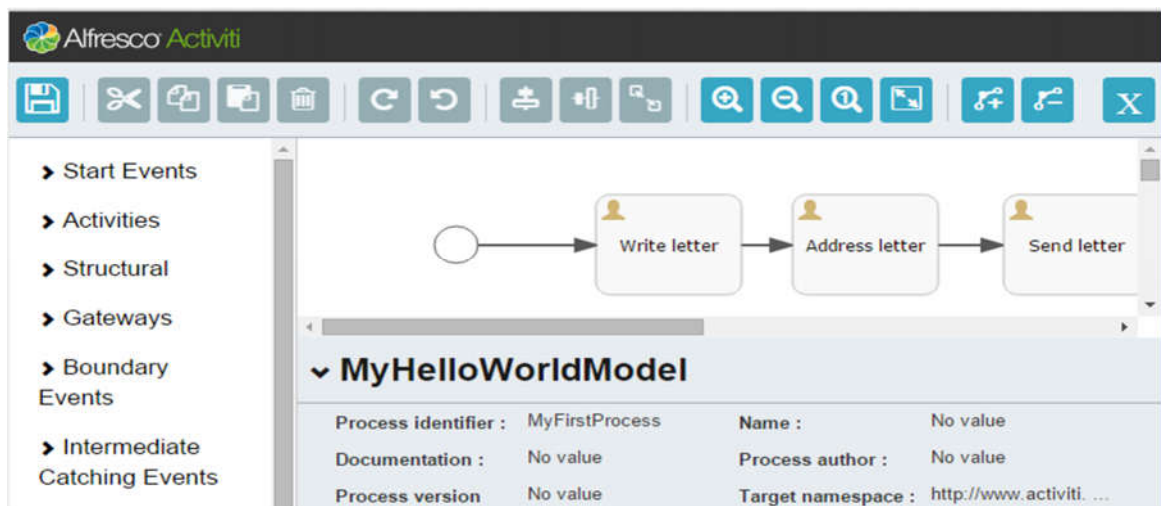 Alfresco Activiti
1
X
Start Events
Activities
Structural
Gateways
Boundary
Events
Intermediate
Catching Events
Write letter
Address letter
Send letter
MyHelloWorldModel
Process identifier : MyFirstProcess Name : No value
Documentation : No value Process author : No value
Process version No value Target namespace : http://www.activiti. ...